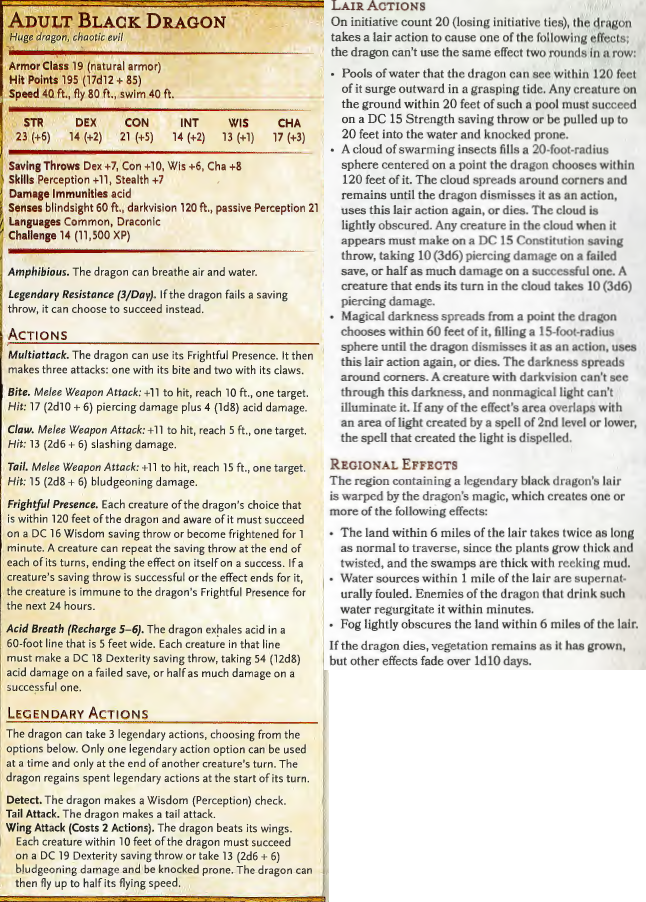 ADULT BLACK DRAGON
Huge dragon, chaotic evil
Armor Class 19 (natural armor)
Hit Points 195 (17d12 + 85)
Speed 40 ft., fly 80 ft., swim 40 ft.
STR DEX CON INT WIS CHA
23 (+6) 14 (+2) 21 (+5) 14 (+2) 13 (+1) 17 (+3)
Saving Throws Dex +7, Con +10, Wis +6, Cha +8
Skills Perception +11, Stealth +7
Damage Immunities acid
Senses blindsight 60 ft., darkvision 120 ft., passive Perception 21
Languages Common, Draconic
Challenge 14 (11,500 XP)
Amphibious. The dragon can breathe air and water.
Legendary Resistance (3/Day). If the dragon fails a saving
throw, it can choose to succeed instead.
ACTIONS
Multiattack. The dragon can use its Frightful Presence. It then
makes three attacks: one with its bite and two with its claws.
Bite. Melee Weapon Attack: +11 to hit, reach 10 ft., one target.
Hit: 17 (2d10 + 6) piercing damage plus 4 (1d8) acid damage.
Claw. Melee Weapon Attack: +11 to hit, reach 5 ft., one target.
Hit: 13 (2d6 + 6) slashing damage.
Tail. Melee Weapon Attack: +11 to hit, reach 15 ft., one target.
Hit: 15 (2d8 + 6) bludgeoning damage.
Frightful Presence. Each creature of the dragon's choice that
is within 120 feet of the dragon and aware of it must succeed
on a DC 16 Wisdom saving throw or become frightened for 1
minute. A creature can repeat the saving throw at the end of
each of its turns, ending the effect on itself on a success. If a
creature's saving throw is successful or the effect ends for it,
the creature is immune to the dragon's Frightful Presence for
the next 24 hours.
Acid Breath (Recharge 5–6). The dragon exhales acid in a
60-foot line that is 5 feet wide. Each creature in that line
must make a DC 18 Dexterity saving throw, taking 54 (12d8)
acid damage on a failed save, or half as much damage on a
successful one.
LEGENDARY ACTIONS
The dragon can take 3 legendary actions, choosing from the
options below. Only one legendary action option can be used
at a time and only at the end of another creature's turn. The
dragon regains spent legendary actions at the start of its turn.
Detect. The dragon makes a Wisdom (Perception) check.
Tail Attack. The dragon makes a tail attack.
Wing Attack (Costs 2 Actions). The dragon beats its wings.
Each creature within 10 feet of the dragon must succeed
on a DC 19 Dexterity saving throw or take 13 (2d6 + 6)
bludgeoning damage and be knocked prone. The dragon can
then fly up to half its flying speed.
LAIR ACTIONS
On initiative count 20 (losing initiative ties), the dragon
takes a lair action to cause one of the following effects;
the dragon can't use the same effect two rounds in a row:
• Pools of water that the dragon can see within 120 feet
of it surge outward in a grasping tide. Any creature on
the ground within 20 feet of such a pool must succeed
on a DC 15 Strength saving throw or be pulled up to
20 feet into the water and knocked prone.
• A cloud of swarming insects fills a 20-foot-radius
sphere centered on a point the dragon chooses within
120 feet of it. The cloud spreads around corners and
remains until the dragon dismisses it as an action,
uses this lair action again, or dies. The cloud is
lightly obscured. Any creature in the cloud when it
appears must make on a DC 15 Constitution saving
throw, taking 10 (3d6) piercing damage on a failed
save, or half as much damage on a successful one. A
creature that ends its turn in the cloud takes 10 (3d6)
piercing damage.
• Magical darkness spreads from a point the dragon
chooses within 60 feet of it, filling a 15-foot-radius
sphere until the dragon dismisses it as an action, uses
this lair action again, or dies. The darkness spreads
around corners. A creature with darkvision can't see
through this darkness, and nonmagical light can't
illuminate it. If any of the effect's area overlaps with
an area of light created by a spell of 2nd level or lower,
the spell that created the light is dispelled.
REGIONAL EFFECTS
The region containing a legendary black dragon's lair
is warped by the dragon's magic, which creates one or
more of the following effects:
• The land within 6 miles of the lair takes twice as long
as normal to traverse, since the plants grow thick and
twisted, and the swamps are thick with reeking mud.
• Water sources within 1 mile of the lair are supernat-
urally fouled. Enemies of the dragon that drink such
water regurgitate it within minutes.
• Fog lightly obscures the land within 6 miles of the lair.
If the dragon dies, vegetation remains as it has grown,
but other effects fade over 1d10 days.